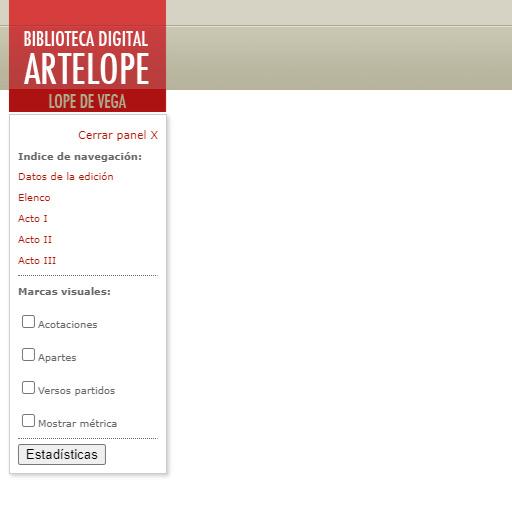 BIBLIOTECA DIGITAL
ARTELOPE
LOPE DE VEGA
Cerrar panel X
Indice de navegación:
Datos de la edición
Elenco
Acto I
Acto II
Acto III
Marcas visuales:
Acotaciones
Apartes
Versos partidos
Mostrar métrica
Estadísticas